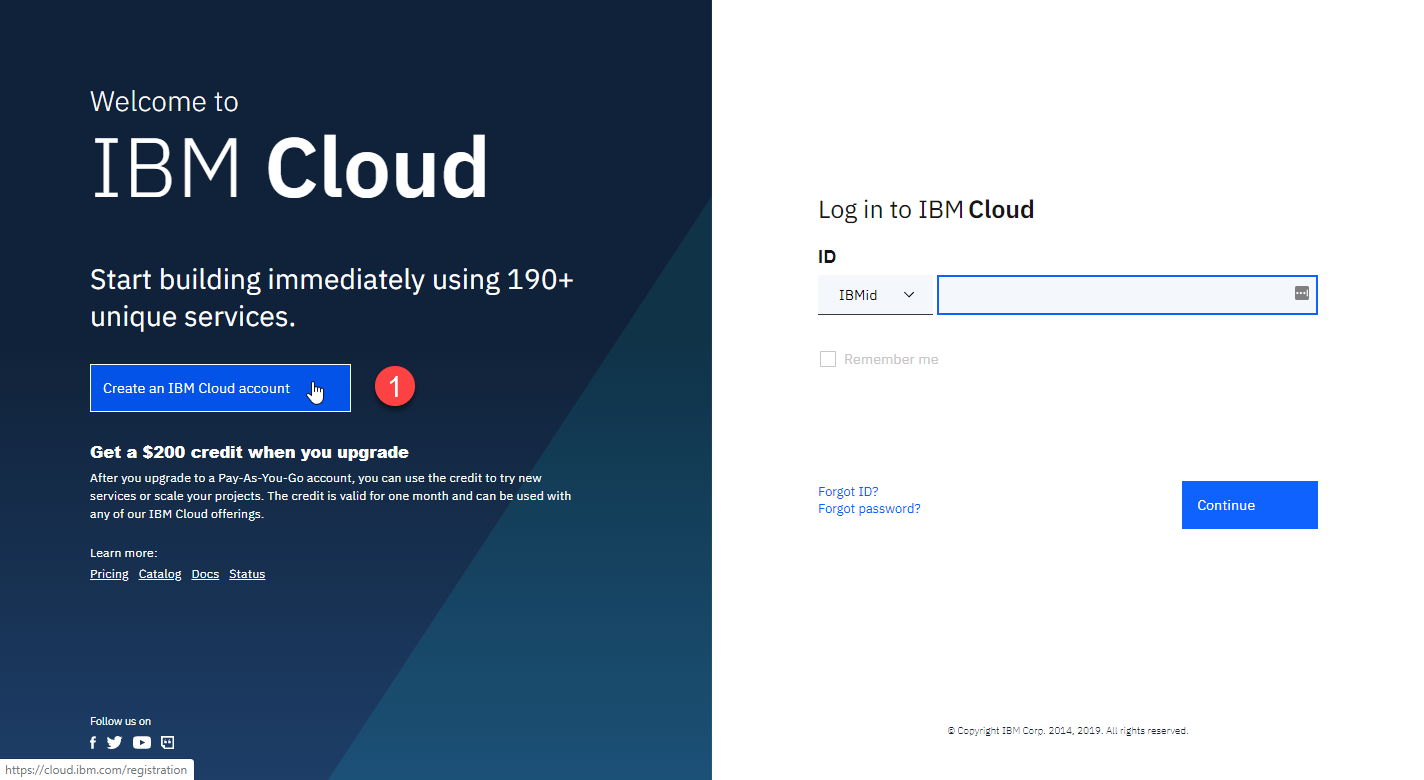 Welcome to
IBM Cloud
Start building immediately using 190+
unique services.
Create an IBM Cloud account
1
Get a $200 credit when you upgrade
After you upgrade to a Pay-As-You-Go account, you can use the credit to try new
services or scale your projects. The credit is valid for one month and can be used with
any of our IBM Cloud offerings.
Learn more:
Pricing Catalog Docs Status
Follow us on
https://cloud.ibm.com/registration
Log in to IBM Cloud
ID
IBMid
Remember me
Forgot ID?
Forgot password?
Continue
© Copyright IBM Corp. 2014, 2019. All rights reserved.